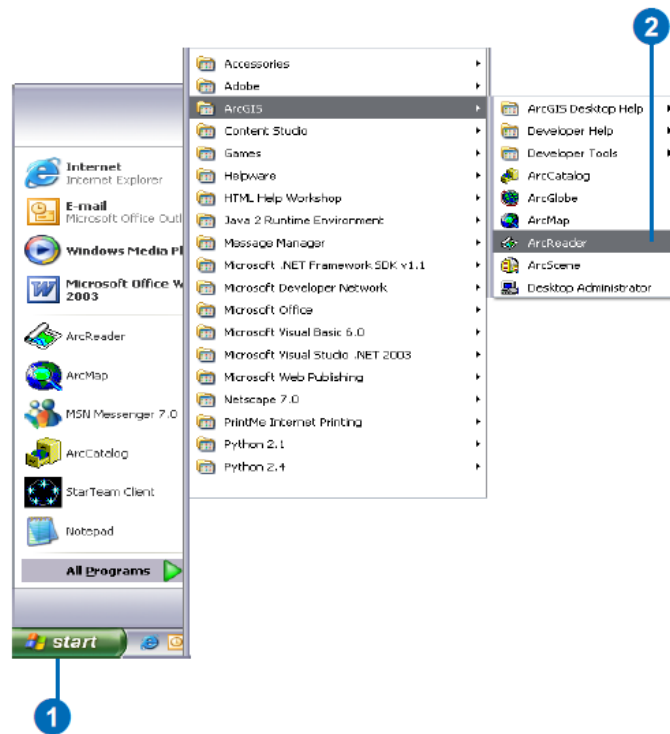 2
Accessories
Adobe
ArcGIS
Content Studio
Games
Helpware
HTML Help Workshop
Java 2 Runtime Environment
Message Manager
Microsoft .NET Framework SDK v1.1
Microsoft Developer Network
Microsoft Office
Microsoft Visual Basic 6.0
Microsoft Visual Studio .NET 2003
Microsoft Web Publishing
Netscape 7.0
PrintMe Internet Printing
Python 2.1
Python 2.4
ArcGIS Desktop Help
Developer Help
Developer Tools
ArcCatalog
ArcGlobe
ArcMap
ArcReader
ArcScene
Desktop Administrator
Internet
Internet Explorer
E-mail
Microsoft Office Outl
Windows Media Pl
Microsoft Office W
2003
ArcReader
ArcMap
MSN Messenger 7.0
ArcCatalog
StarTeam Client
Notepad
All Programs
start
1